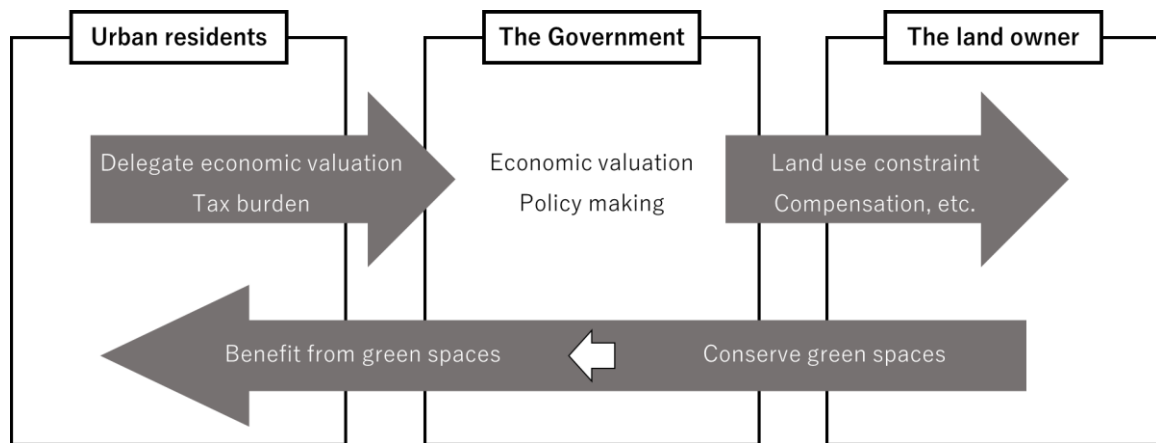 Urban residents
The Government
The land owner
Delegate economic valuation
Tax burden
Economic valuation
Policy making
Land use constraint
Compensation, etc.
Benefit from green spaces
Conserve green spaces